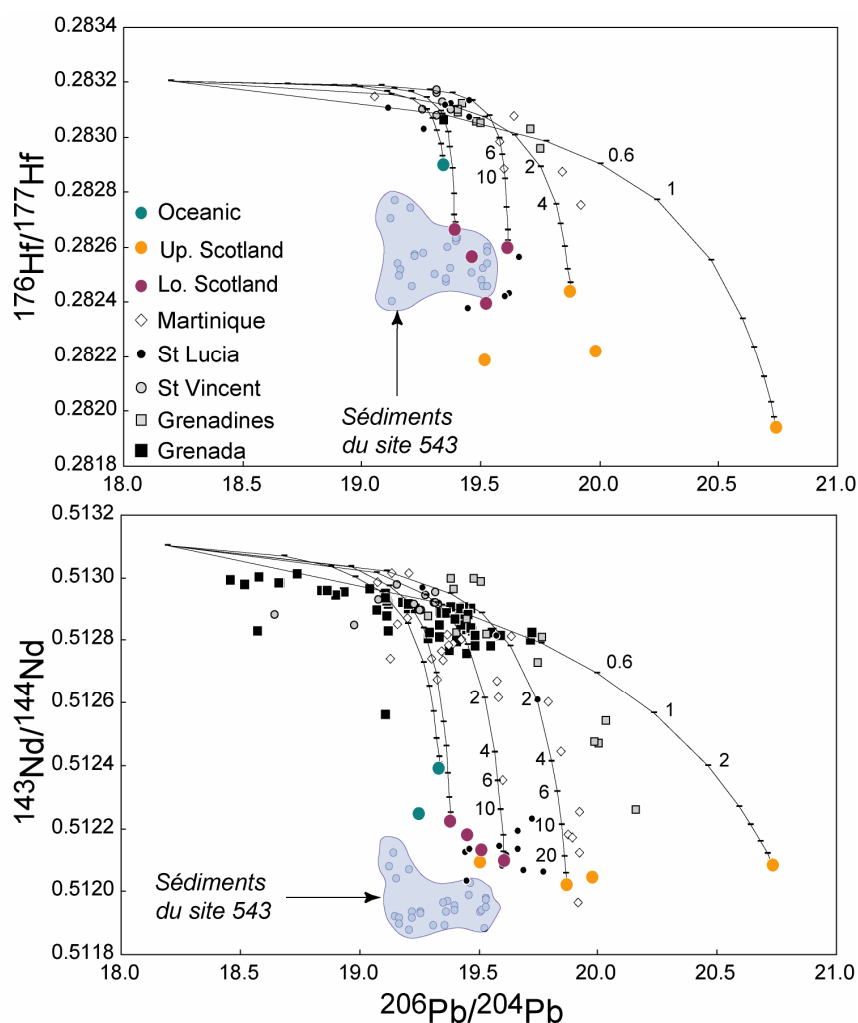 0.2834
0.2832
0.2830
0.2828
0.2826
0.2824
0.2822
0.2820
0.2818
176Hf/177Hf
0.6
1
2
4
6
10
Oceanic
Up. Scotland
Lo. Scotland
Martinique
St Lucia
St Vincent
Grenadines
Grenada
Sédiments
du site 543
18.0 19.0 19.5 20.0 20.5 21.0
0.5132
0.5130
0.5128
0.5126
0.5124
0.5122
0.5120
0.5118
143Nd/144Nd
0.6
1
2
2
2
4
4
6
6
10
10
20
Sédiments
du site 543
18.0 18.5 19.0 19.5 20.0 20.5 21.0
206Pb/204Pb